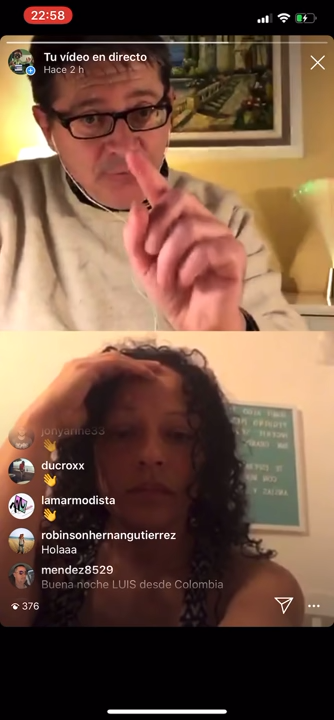 22:58
Tu vídeo en directo
Hace 2 h
jonyarine33
👋
ducroxx
👋
lamarmodista
👋
robinsonhernangutierrez
Holaaa
mendez8529
Buena noche LUIS desde Colombia
376